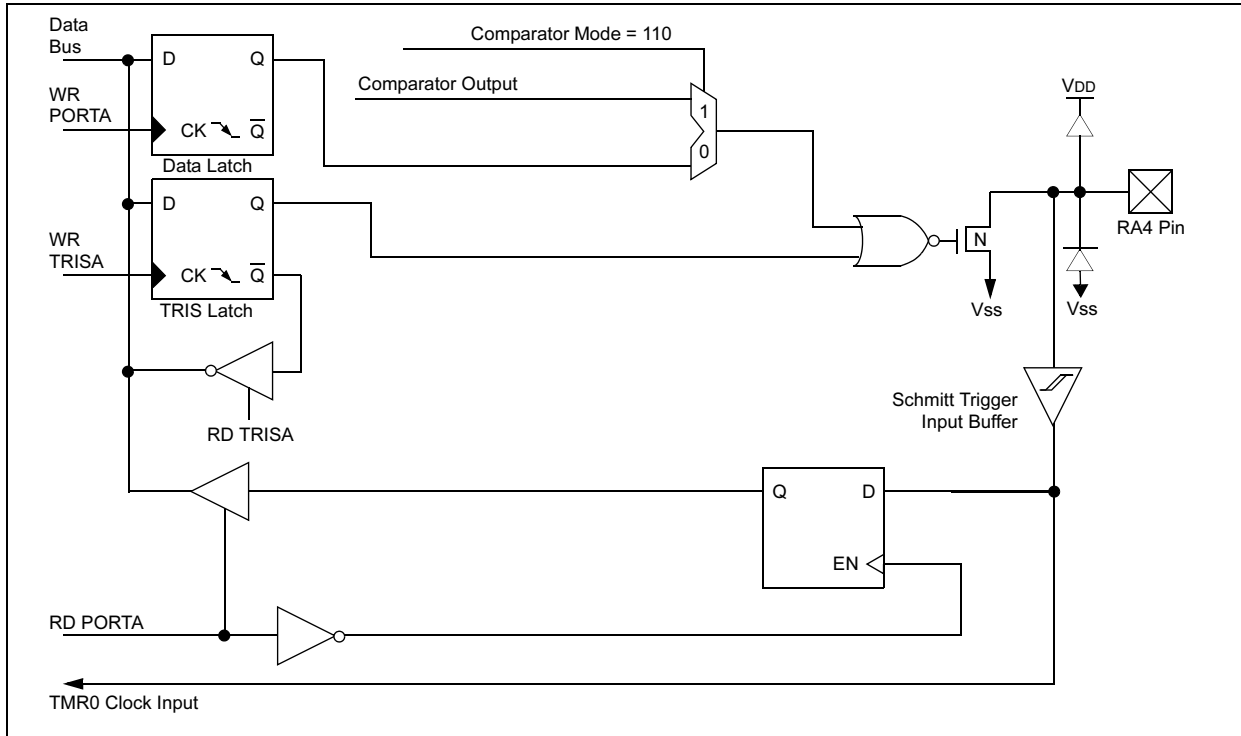 Data
Bus
D
Q
WR
PORTA
CK
Q
Data Latch
Comparator Mode = 110
Comparator Output
1
0
VDD
RA4 Pin
D
Q
WR
TRISA
CK
Q
TRIS Latch
N
Vss
Vss
RD TRISA
Schmitt Trigger
Input Buffer
Q
D
EN
RD PORTA
TMR0 Clock Input